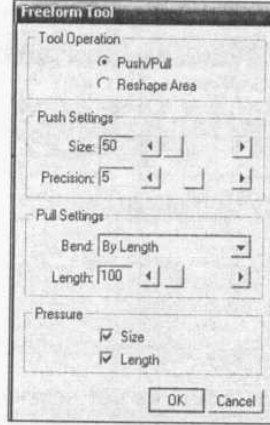 Freeform Tool
Tool Operation
Push/Pull
Reshape Area
Push Settings
Size: 50
Precision: 5
Pull Settings
Bend: By Length
Length: 100
Pressure
Size
Length
OK Cancel